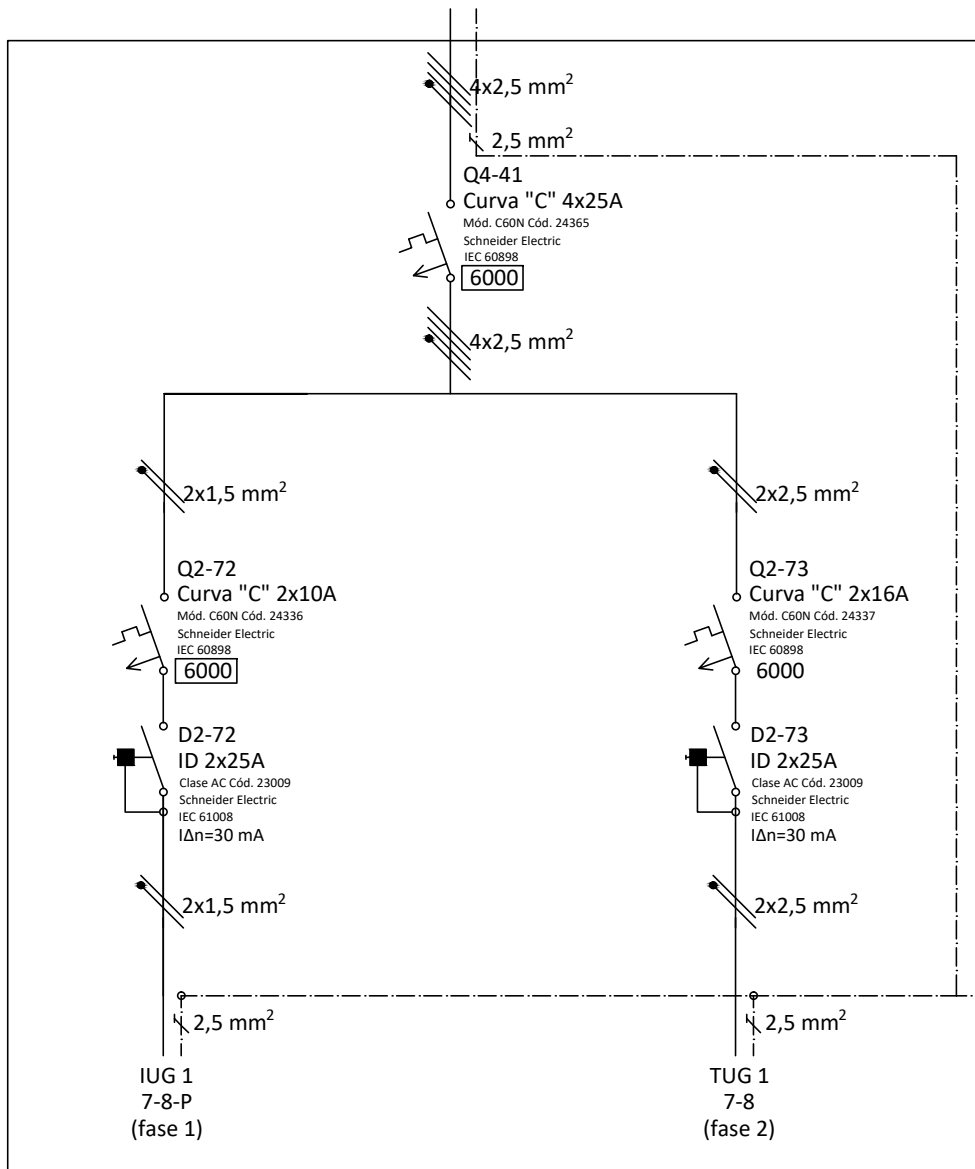 4x2,5 mm²
2,5 mm²
Q4-41
Curva "C" 4x25A
Mód. C60N Cód. 24365
Schneider Electric
IEC 60898
6000
4x2,5 mm²
2x1,5 mm²
Q2-72
Curva "C" 2x10A
Mód. C60N Cód. 24336
Schneider Electric
IEC 60898
6000
D2-72
ID 2x25A
Clase AC Cód. 23009
Schneider Electric
IEC 61008
IΔn=30 mA
2x1,5 mm²
2,5 mm²
IUG 1
7-8-P
(fase 1)
2x2,5 mm²
Q2-73
Curva "C" 2x16A
Mód. C60N Cód. 24337
Schneider Electric
IEC 60898
6000
D2-73
ID 2x25A
Clase AC Cód. 23009
Schneider Electric
IEC 61008
IΔn=30 mA
2x2,5 mm²
2,5 mm²
TUG 1
7-8
(fase 2)